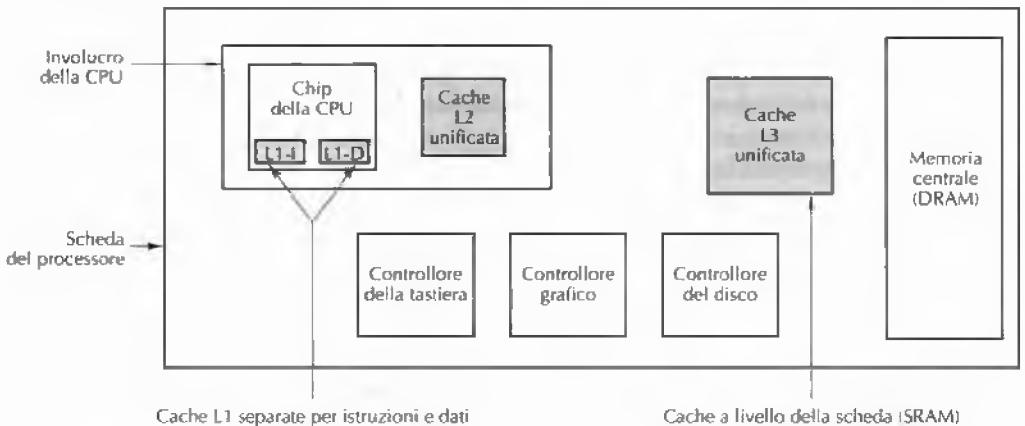 Involucro
della CPU
Chip
della CPU
L1-I
L1-D
Cache
L2
unificata
Cache
L3
unificata
Memoria
centrale
(DRAM)
Scheda
del processore
Controllore
della tastiera
Controllore
grafico
Controllore
del disco
Cache L1 separate per istruzioni e dati
Cache a livello della scheda (SRAM)